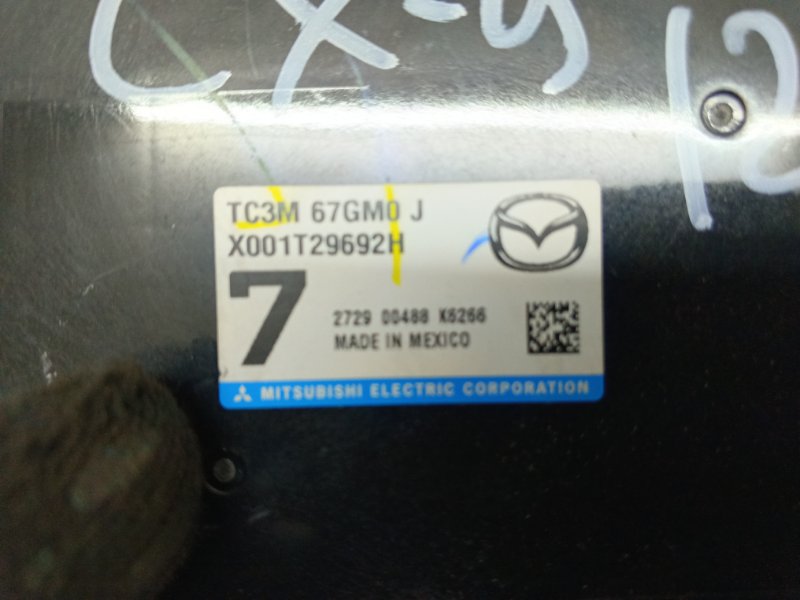 CX-9 12
TC3M 67GM0 J
X001T29692H
7
2729 00488 K6266
MADE IN MEXICO
MITSUBISHI ELECTRIC CORPORATION